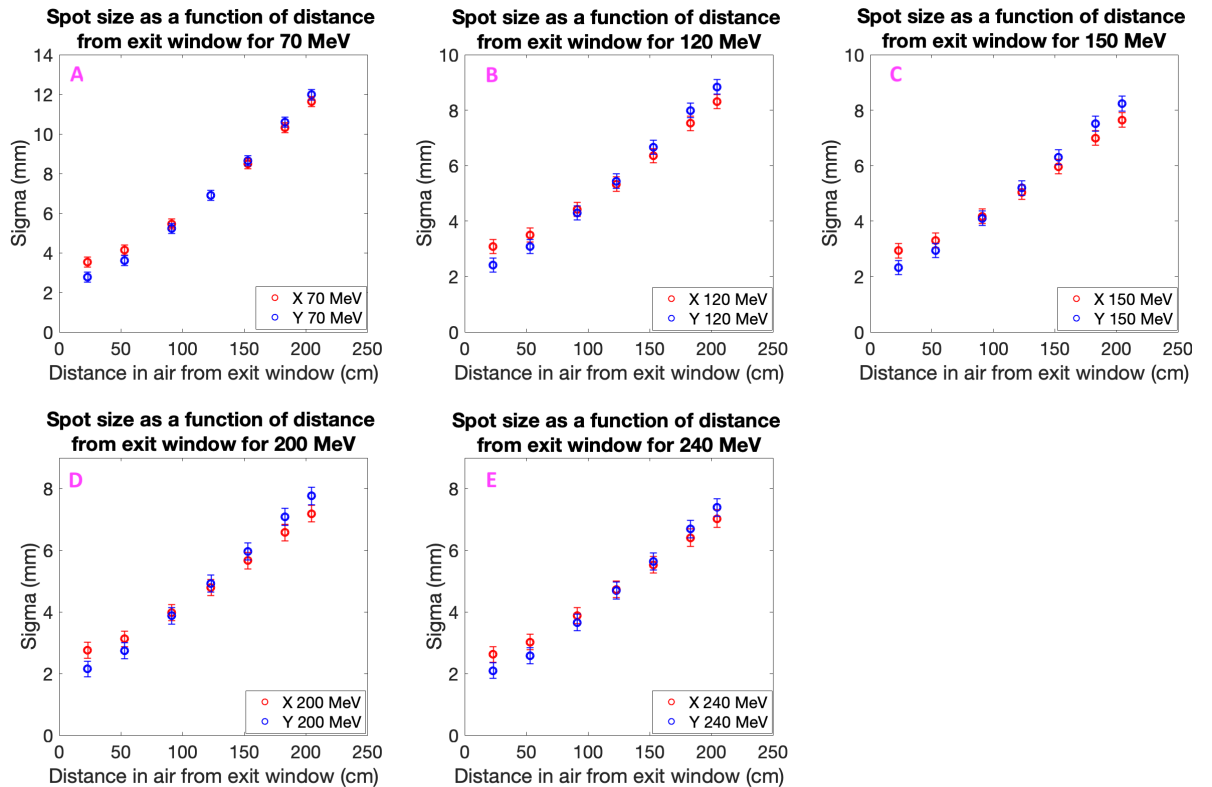 Spot size as a function of distance
from exit window for 70 MeV
A
14
12
10
8
6
4
2
0
Sigma (mm)
X 70 MeV
Y 70 MeV
0 50 100 150 200 250
Distance in air from exit window (cm)
Spot size as a function of distance
from exit window for 120 MeV
B
10
8
6
4
2
0
Sigma (mm)
X 120 MeV
Y 120 MeV
0 50 100 150 200 250
Distance in air from exit window (cm)
Spot size as a function of distance
from exit window for 150 MeV
C
10
8
6
4
2
0
Sigma (mm)
X 150 MeV
Y 150 MeV
0 50 100 150 200 250
Distance in air from exit window (cm)
Spot size as a function of distance
from exit window for 200 MeV
D
8
6
4
2
0
Sigma (mm)
X 200 MeV
Y 200 MeV
0 50 100 150 200 250
Distance in air from exit window (cm)
Spot size as a function of distance
from exit window for 240 MeV
E
8
6
4
2
0
Sigma (mm)
X 240 MeV
Y 240 MeV
0 50 100 150 200 250
Distance in air from exit window (cm)